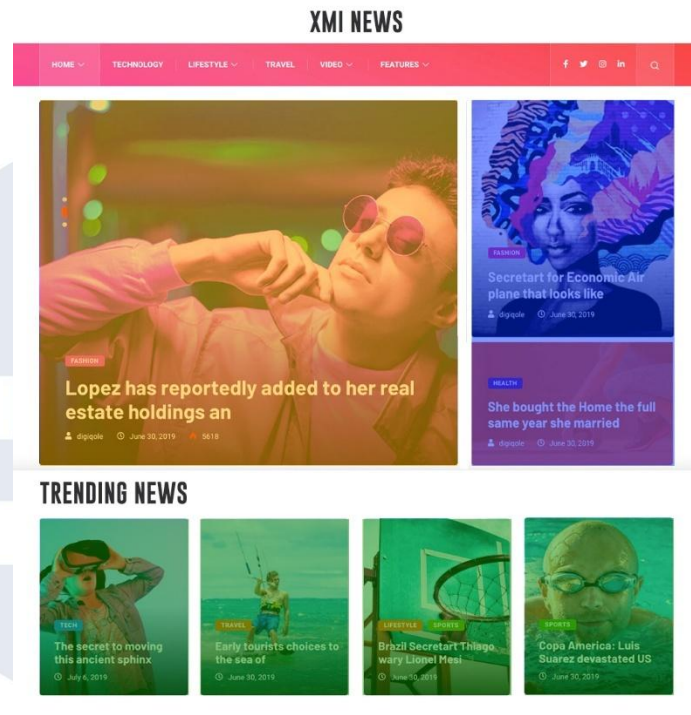 XMI NEWS
HOME TECHNOLOGY LIFESTYLE TRAVEL VIDEO FEATURES
FASHION
Lopez has reportedly added to her real
estate holdings an
digiqole June 30, 2019 5618
FASHION
Secretart for Economic Air
plane that looks like
digiqole June 30, 2019
HEALTH
She bought the Home the full
same year she married
digiqole June 30, 2019
TRENDING NEWS
TECH
The secret to moving
this ancient sphinx
July 6, 2019
TRAVEL
Early tourists choices to
the sea of
June 30, 2019
LIFESTYLE SPORTS
Brazil Secretart Thiago
wary Lionel Mesi
June 30, 2019
SPORTS
Copa America: Luis
Suarez devastated US
June 30, 2019